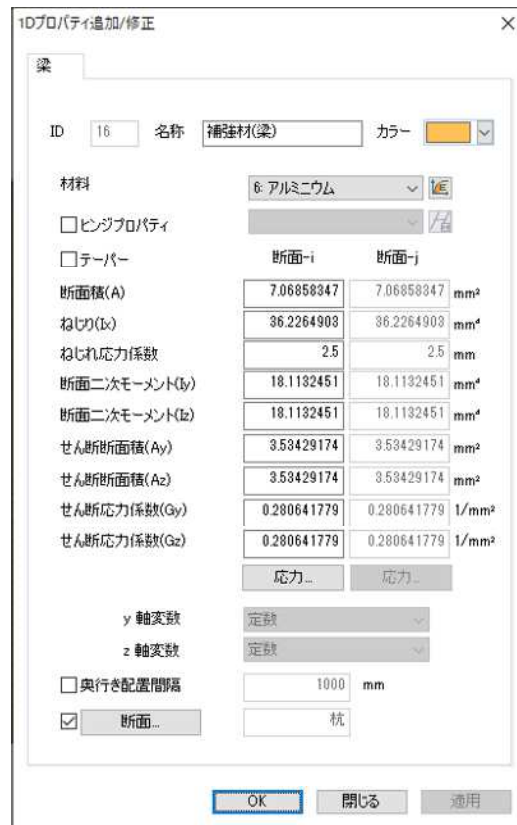 1Dプロパティ追加/修正
梁
ID 16 名称 補強材(梁) カラー
材料 6: アルミニウム
ヒンジプロパティ
テーパー 断面-i 断面-j
断面積(A) 7.06858347 7.06858347 mm²
ねじり(Ix) 36.2264903 36.2264903 mm⁴
ねじれ応力係数 2.5 2.5 mm
断面二次モーメント(Iy) 18.1132451 18.1132451 mm⁴
断面二次モーメント(Iz) 18.1132451 18.1132451 mm⁴
せん断断面積(Ay) 3.53429174 3.53429174 mm²
せん断断面積(Az) 3.53429174 3.53429174 mm²
せん断応力係数(Gy) 0.280641779 0.280641779 1/mm²
せん断応力係数(Gz) 0.280641779 0.280641779 1/mm²
応力... 応力...
y 軸変数 定数
z 軸変数 定数
奥行き配置間隔 1000 mm
断面... 杭
OK 閉じる 適用